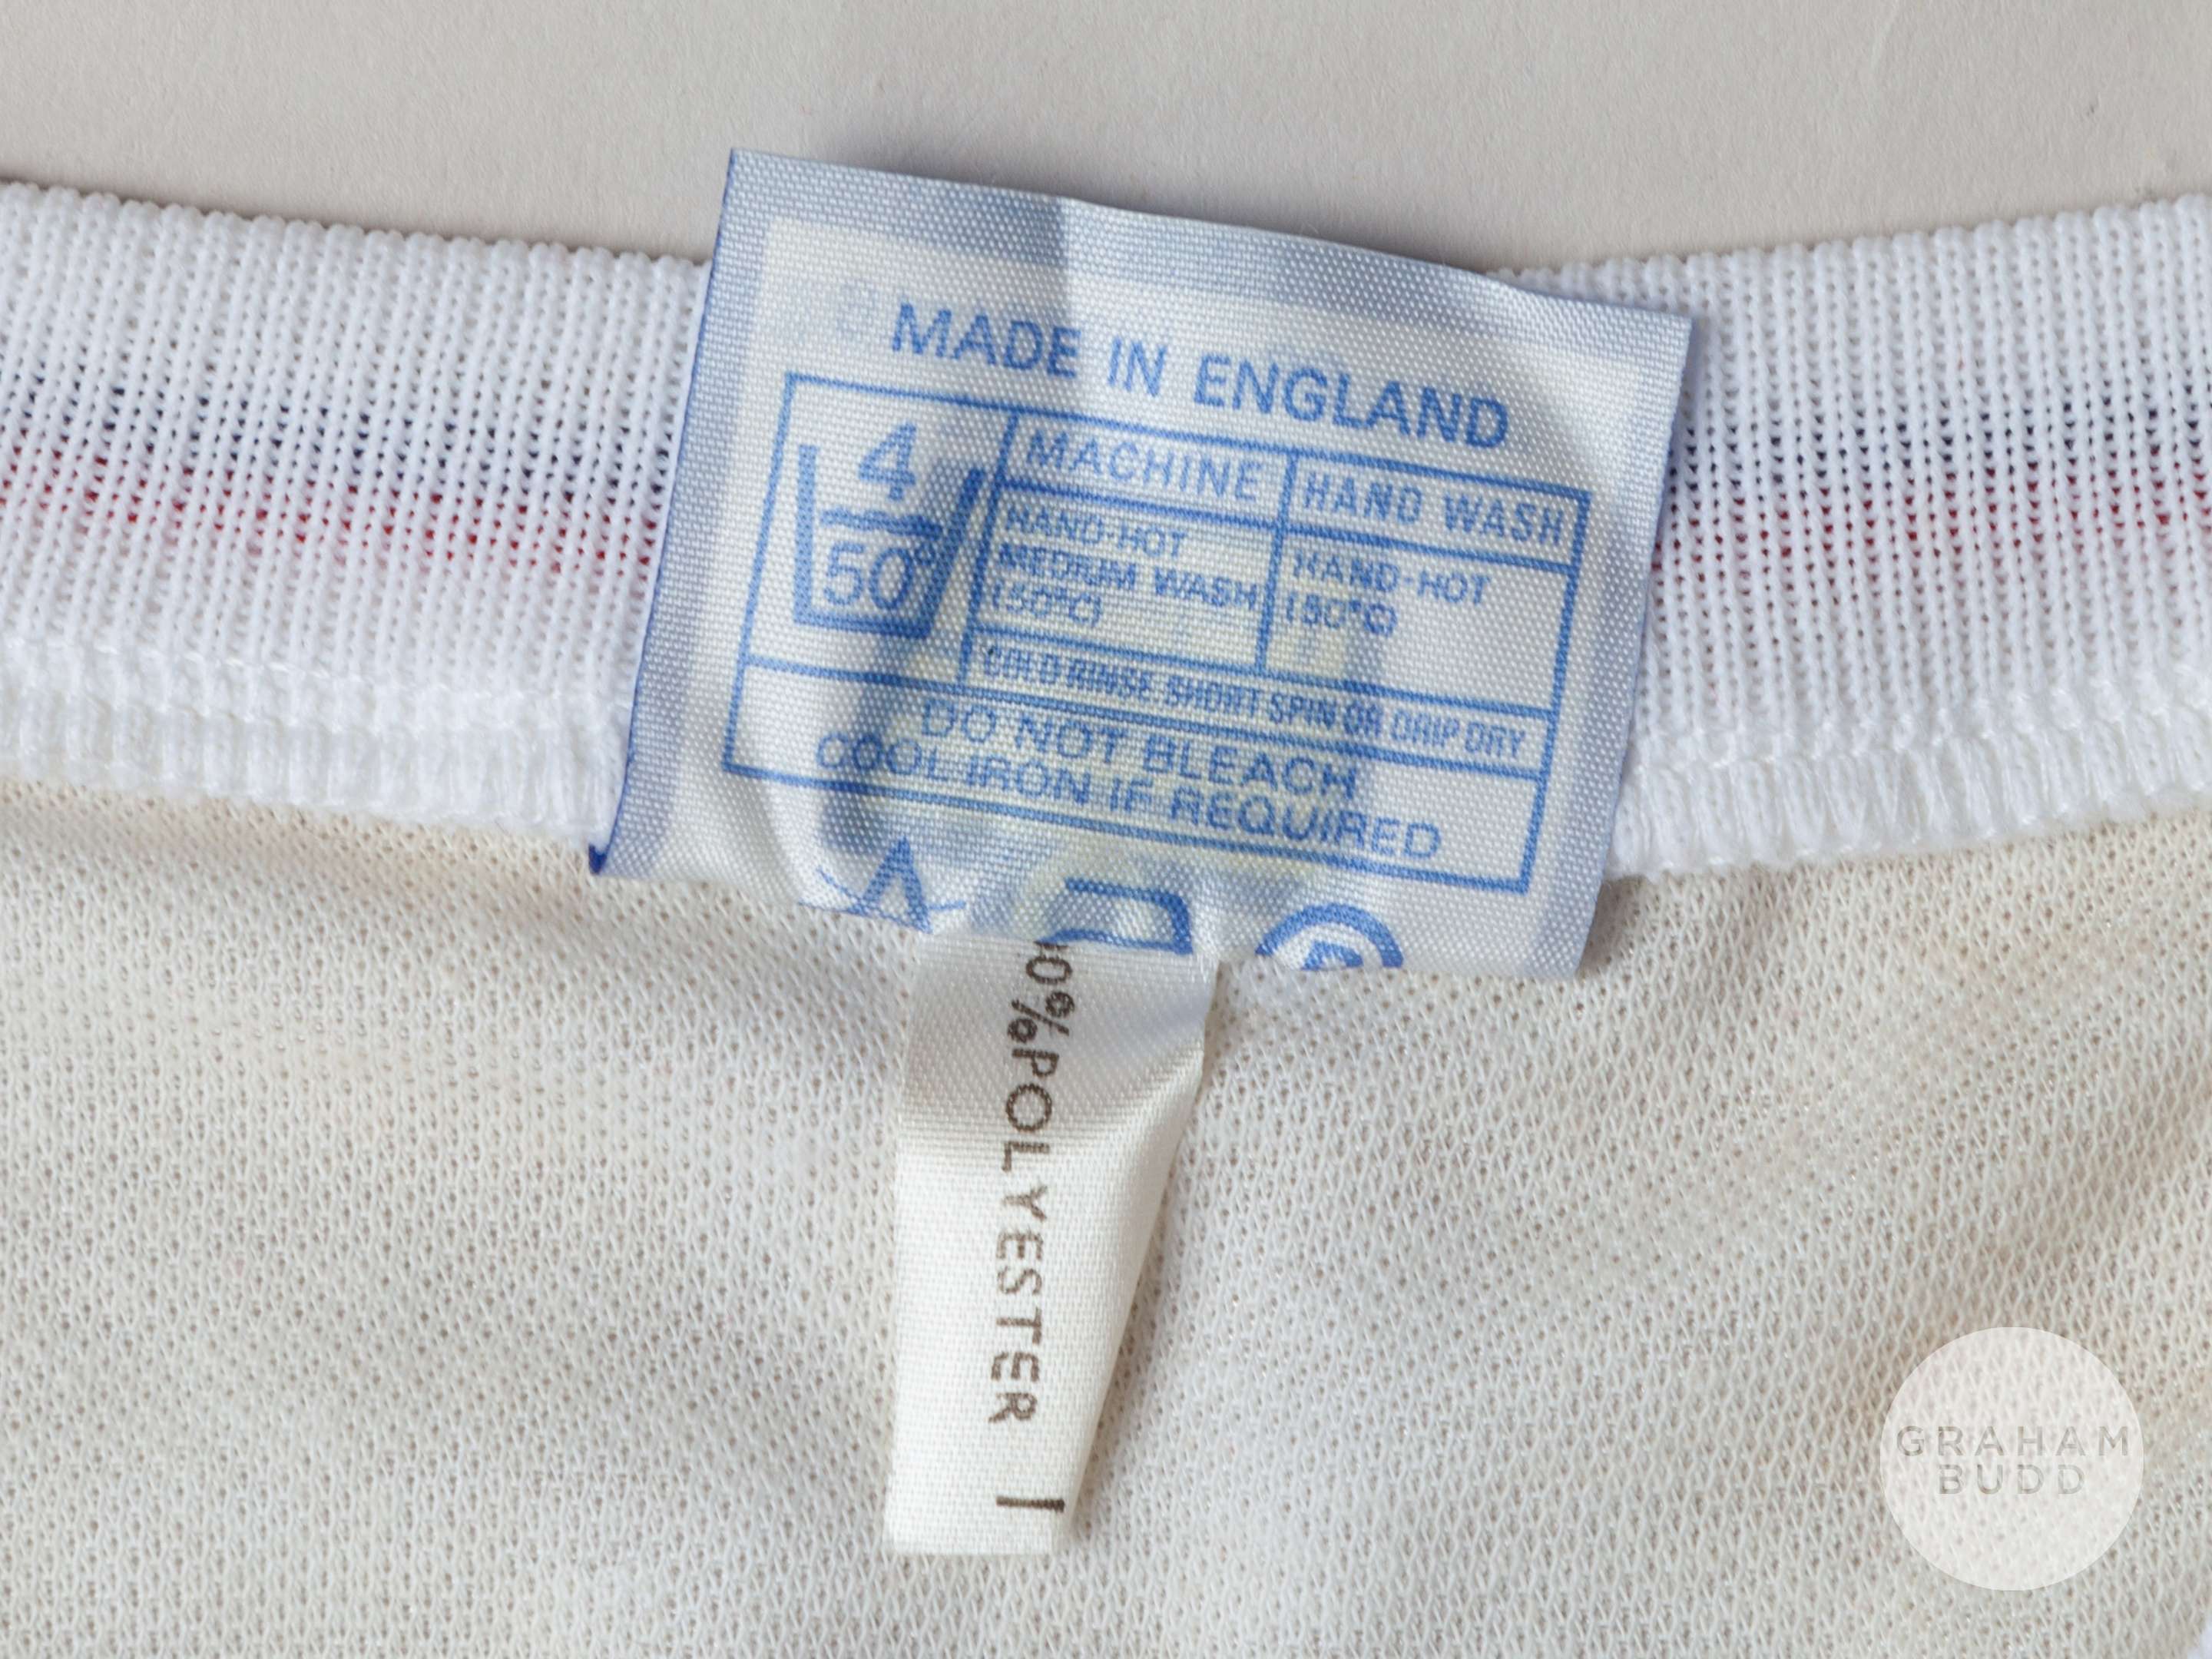 MADE IN ENGLAND
4
50°
MACHINE
HAND WASH
HAND-HOT
MEDIUM WASH
(50°C)
HAND-HOT
(50°C)
COLD RINSE SHORT SPIN OR DRIP DRY
DO NOT BLEACH
COOL IRON IF REQUIRED
P
00%POLYESTER
GRAHAM
BUDD